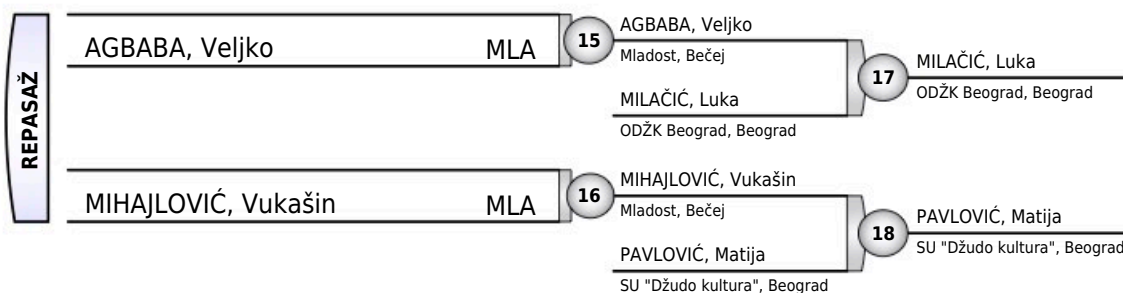 REPASAŽ
AGBABA, Veljko MLA
15
AGBABA, Veljko
Mladost, Bečej
MILAČIĆ, Luka
ODŽK Beograd, Beograd
17
MILAČIĆ, Luka
ODŽK Beograd, Beograd
MIHAJLOVIĆ, Vukašin MLA
16
MIHAJLOVIĆ, Vukašin
Mladost, Bečej
PAVLOVIĆ, Matija
SU "Džudo kultura", Beograd
18
PAVLOVIĆ, Matija
SU "Džudo kultura", Beograd